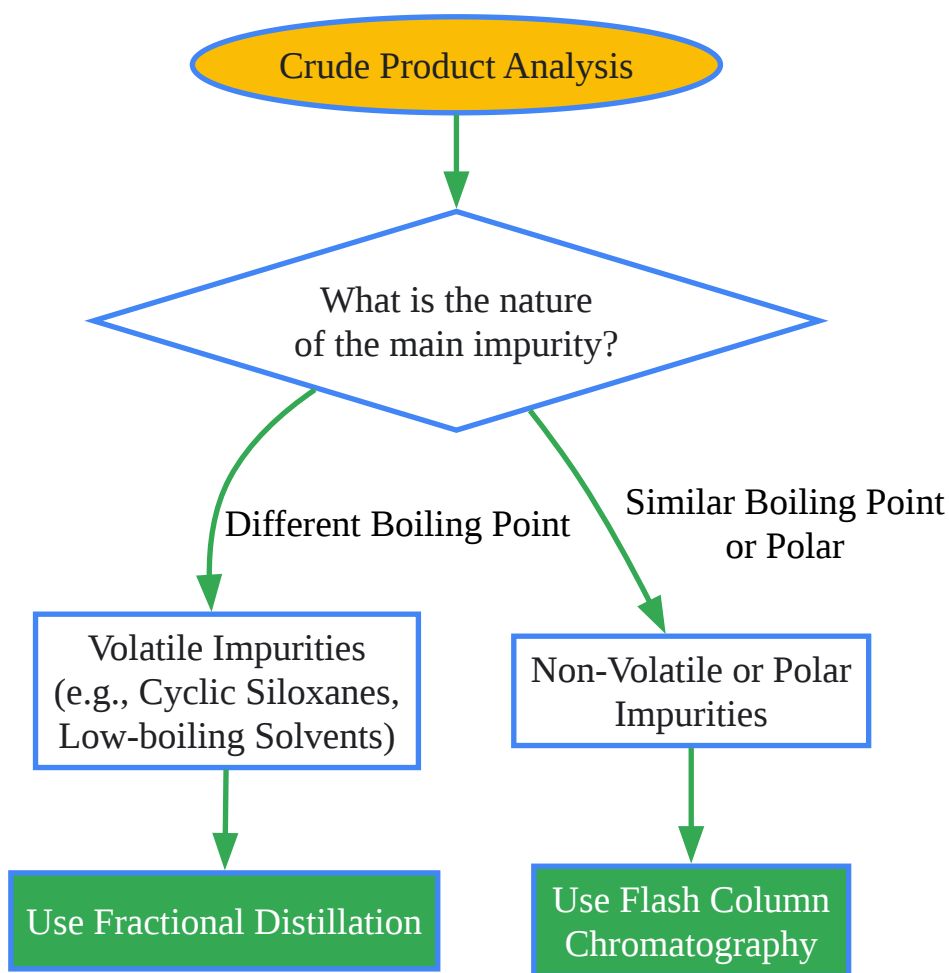 Crude Product Analysis
What is the nature
of the main impurity?
Different Boiling Point
Similar Boiling Point
or Polar
Volatile Impurities
(e.g., Cyclic Siloxanes,
Low-boiling Solvents)
Non-Volatile or Polar
Impurities
Use Fractional Distillation
Use Flash Column
Chromatography